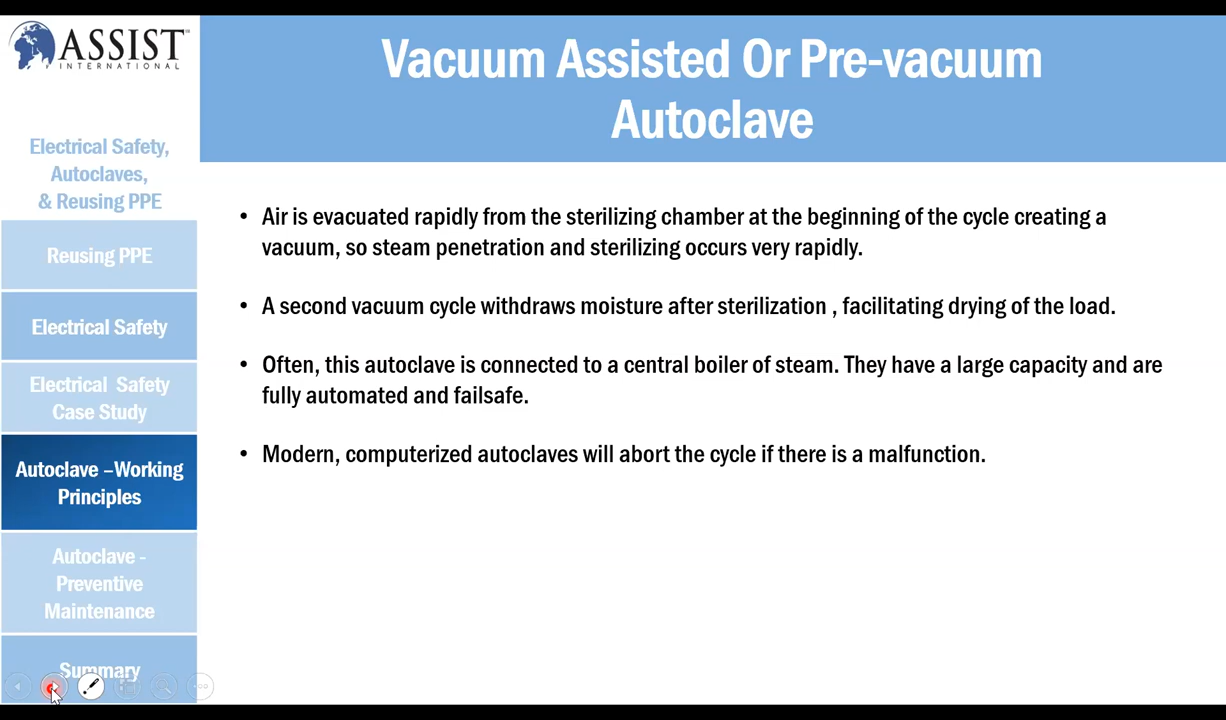 ASSIST
INTERNATIONAL
Vacuum Assisted Or Pre-vacuum
Autoclave
Electrical Safety,
Autoclaves,
& Reusing PPE
Reusing PPE
Electrical Safety
Electrical Safety
Case Study
Autoclave –Working
Principles
Autoclave -
Preventive
Maintenance
Summary
• Air is evacuated rapidly from the sterilizing chamber at the beginning of the cycle creating a
vacuum, so steam penetration and sterilizing occurs very rapidly.
• A second vacuum cycle withdraws moisture after sterilization , facilitating drying of the load.
• Often, this autoclave is connected to a central boiler of steam. They have a large capacity and are
fully automated and failsafe.
• Modern, computerized autoclaves will abort the cycle if there is a malfunction.